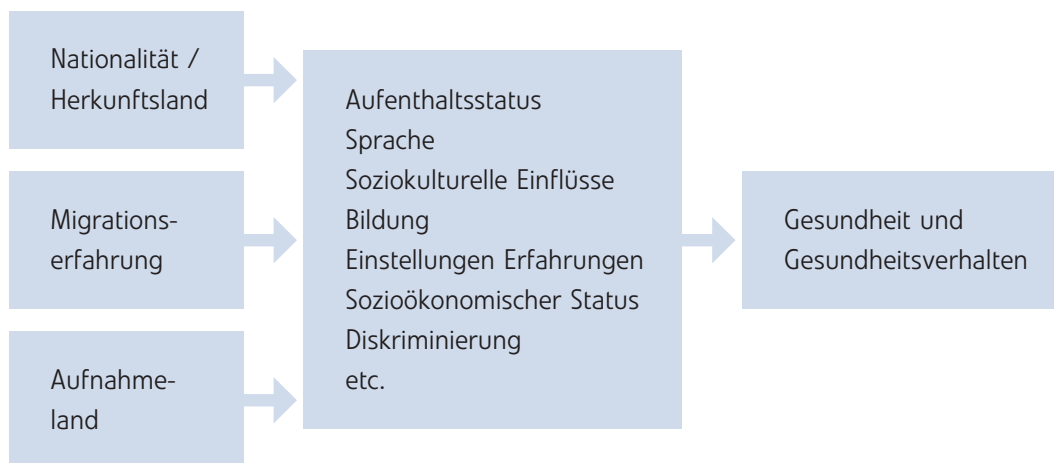 Nationalität /
Herkunftsland
Migrations-
erfahrung
Aufnahme-
land
Aufenthaltsstatus
Sprache
Soziokulturelle Einflüsse
Bildung
Einstellungen Erfahrungen
Sozioökonomischer Status
Diskriminierung
etc.
Gesundheit und
Gesundheitsverhalten